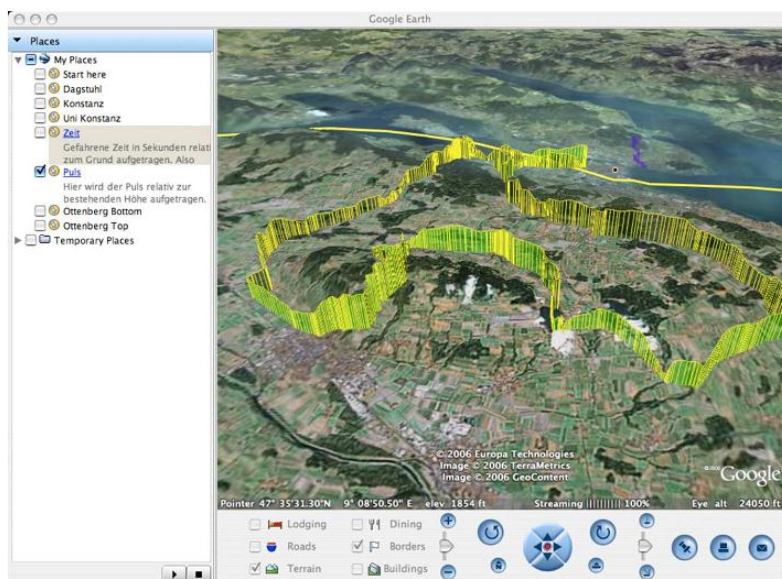 Google Earth
Places
My Places
Start here
Dagstuhl
Konstanz
Uni Konstanz
Zeit
Gefahrene Zeit in Sekunden relati
zum Grund aufgetragen. Also
Puls
Hier wird der Puls relativ zur
bestehenden Höhe aufgetragen.
Ottenberg Bottom
Ottenberg Top
Temporary Places
© 2006 Europa Technologies
Image © 2006 TerraMetrics
Image © 2006 GeoContent
Google
Pointer 47° 35'31.30"N 9° 08'50.50" E elev 1854 ft Streaming |||||||||| 100% Eye alt 24050 ft
Lodging Dining
Roads Borders
Terrain Buildings